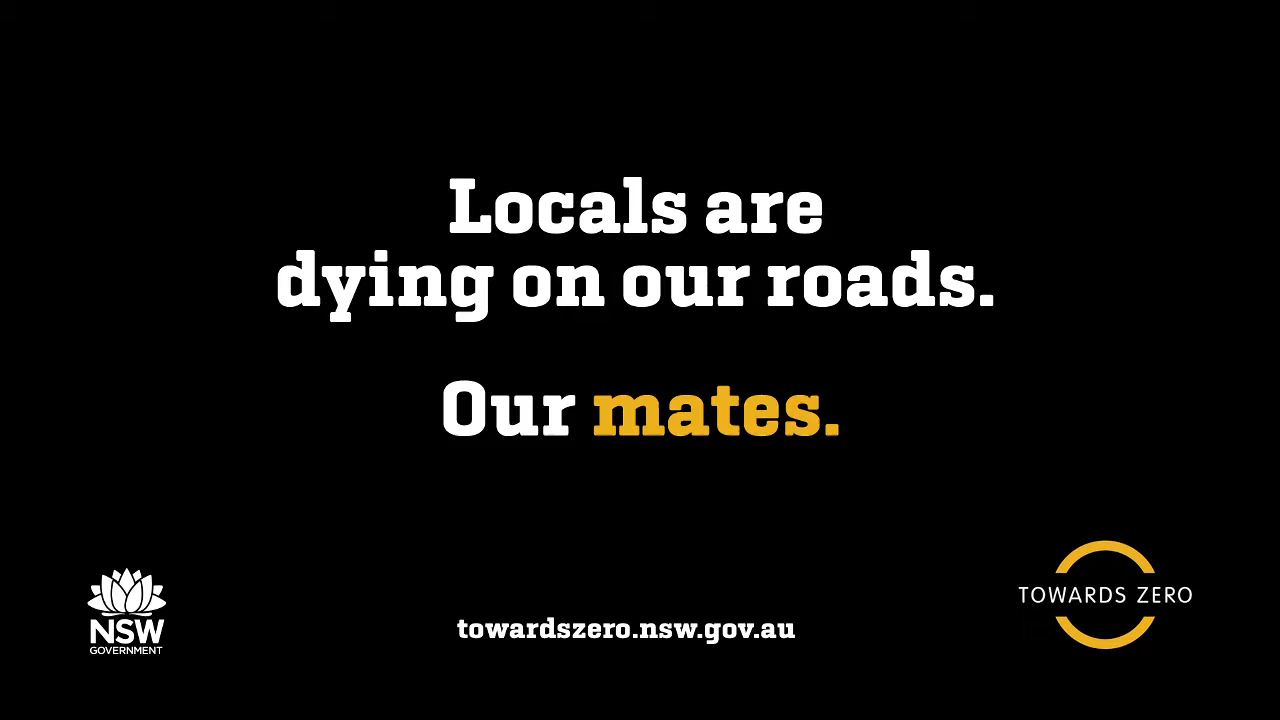 Locals are
dying on our roads.
Our mates.
NSW
GOVERNMENT
towardszero.nsw.gov.au
TOWARDS ZERO